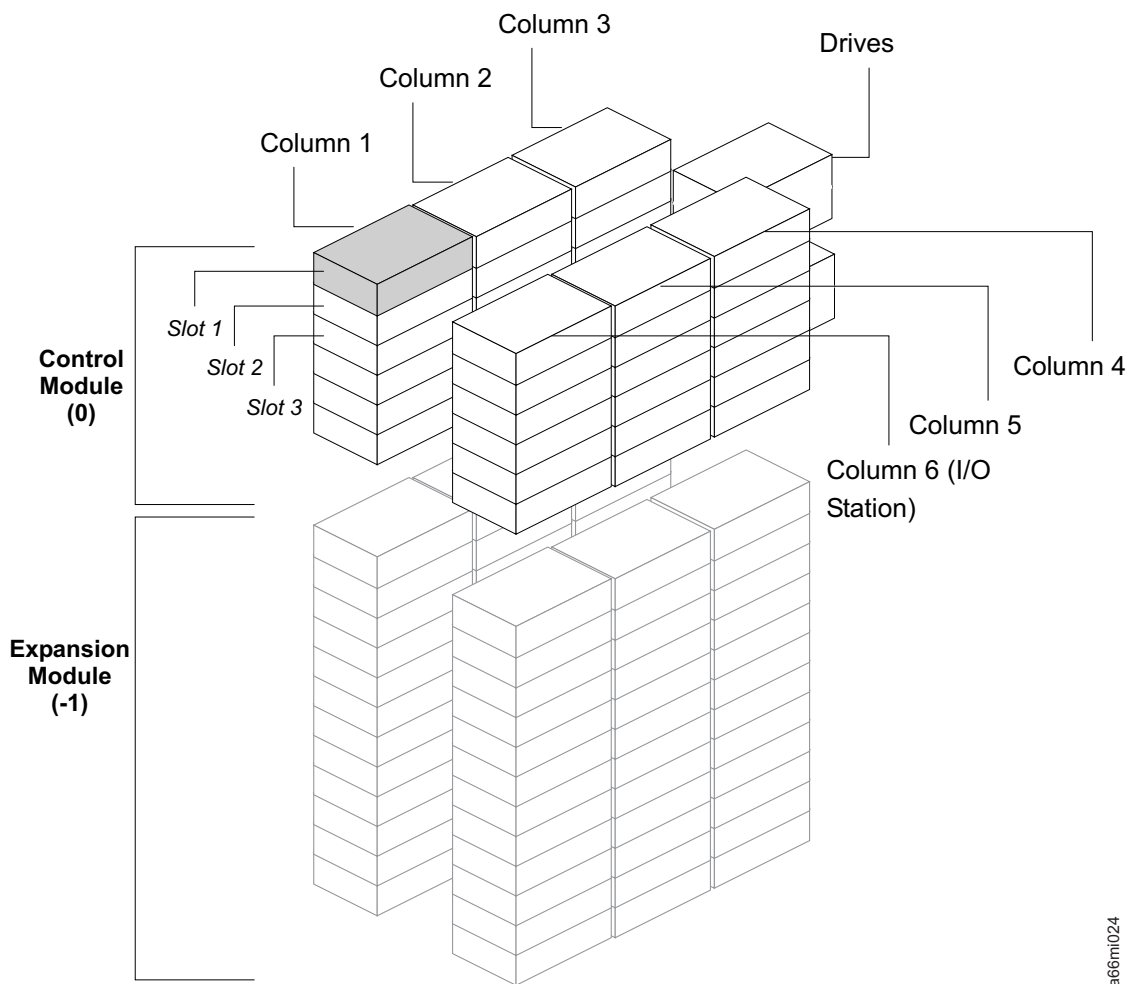 Column 3
Drives
Column 2
Column 1
Slot 1
Slot 2
Slot 3
Control
Module
(0)
Column 4
Column 5
Column 6 (I/O
Station)
Expansion
Module
(-1)
a66mi024